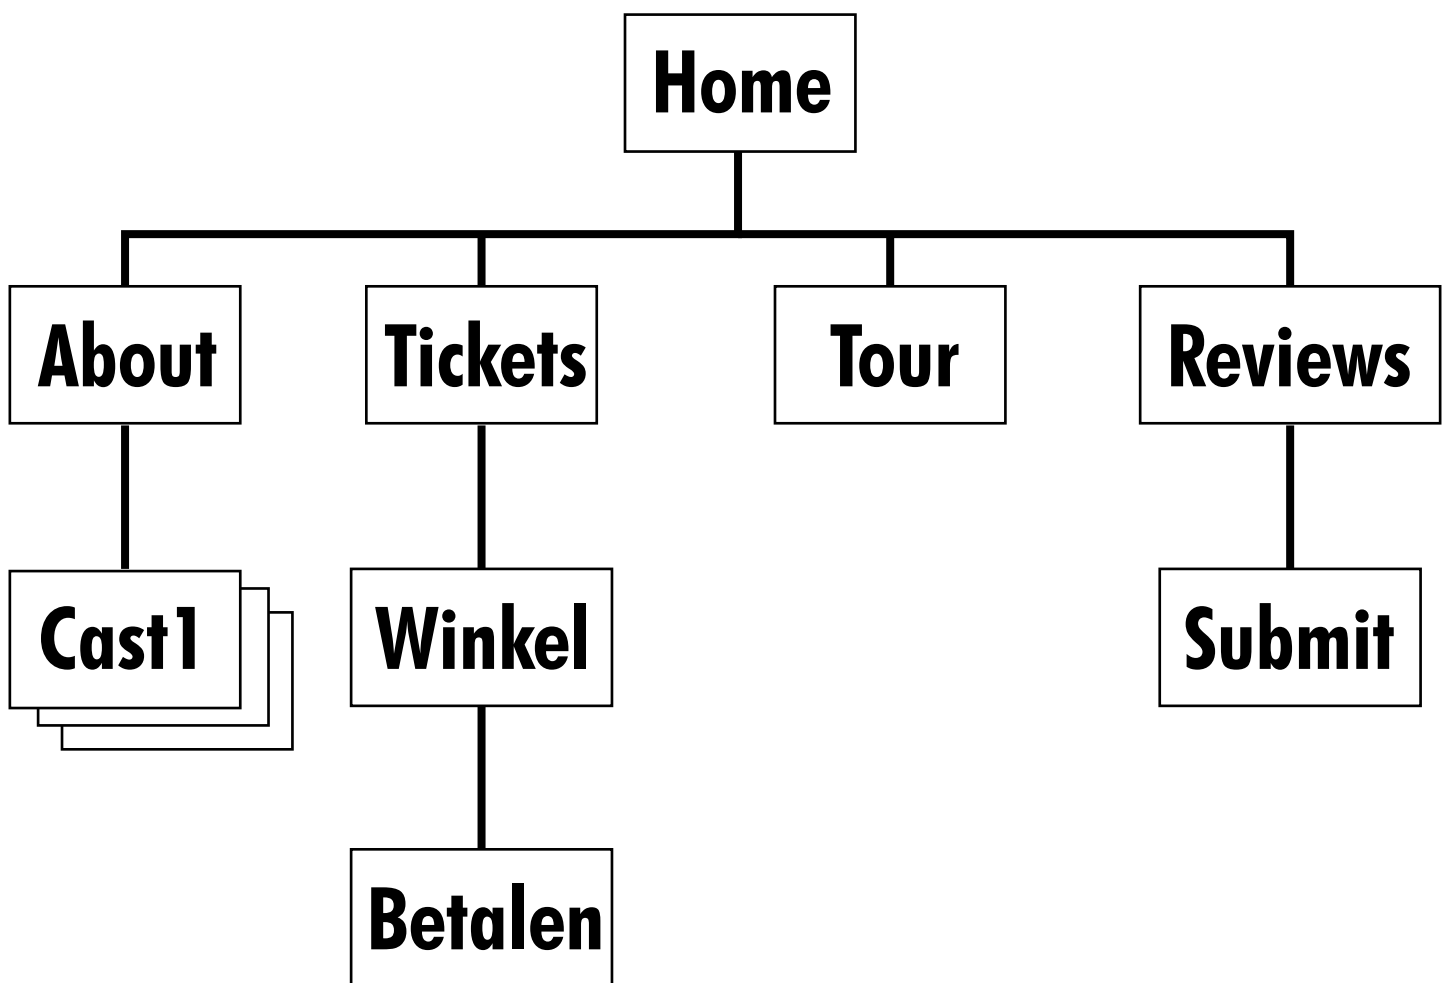 Home
About
Tickets
Tour
Reviews
Cast1
Winkel
Submit
Betalen